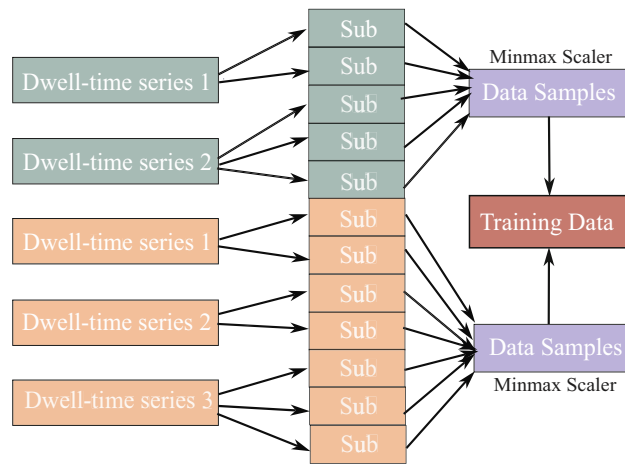 Sub
Minmax Scaler
Sub
Dwell-time series 1
Data Samples
Sub
Sub
Dwell-time series 2
Sub
Sub
Training Data
Dwell-time series 1
Sub
Sub
Dwell-time series 2
Sub
Data Samples
Sub
Minmax Scaler
Dwell-time series 3
Sub
Sub